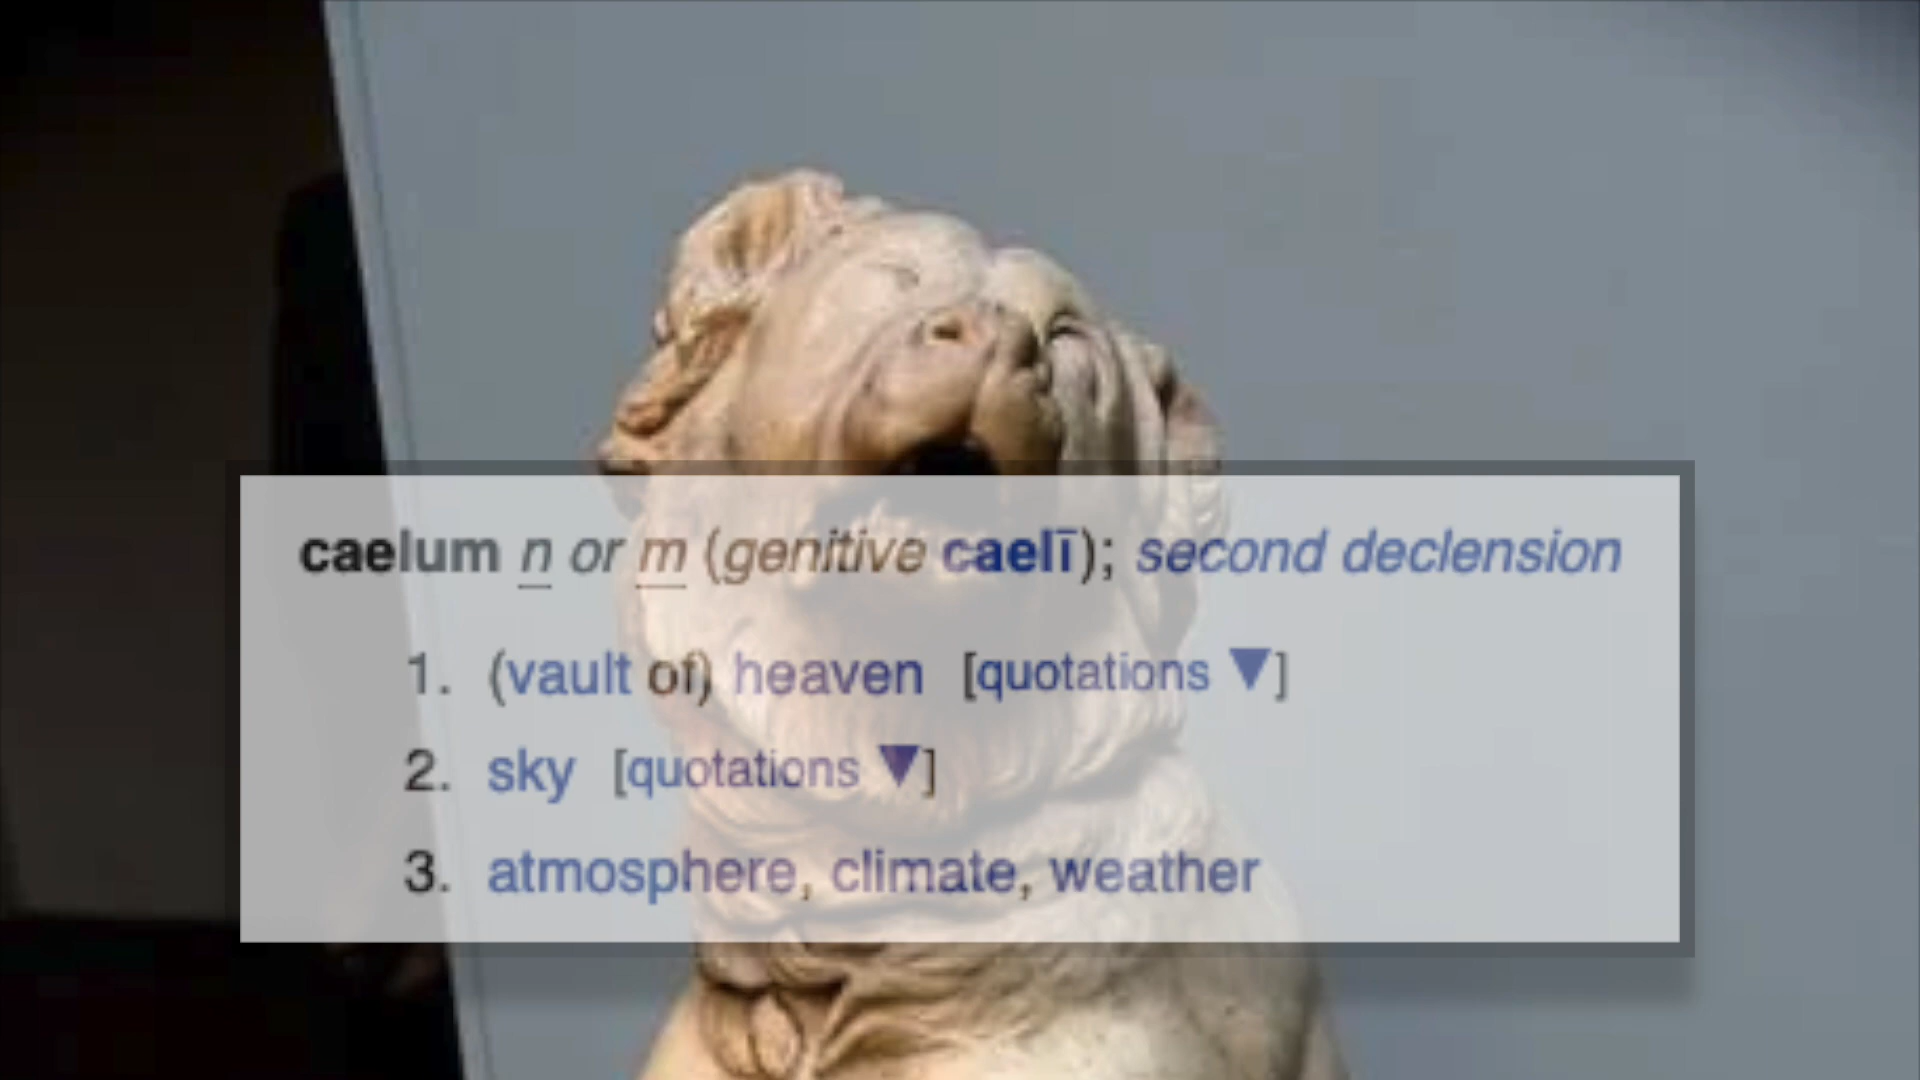 caelum n or m (genitive caelī); second declension
1. (vault of) heaven [quotations ▼]
2. sky [quotations ▼]
3. atmosphere, climate, weather